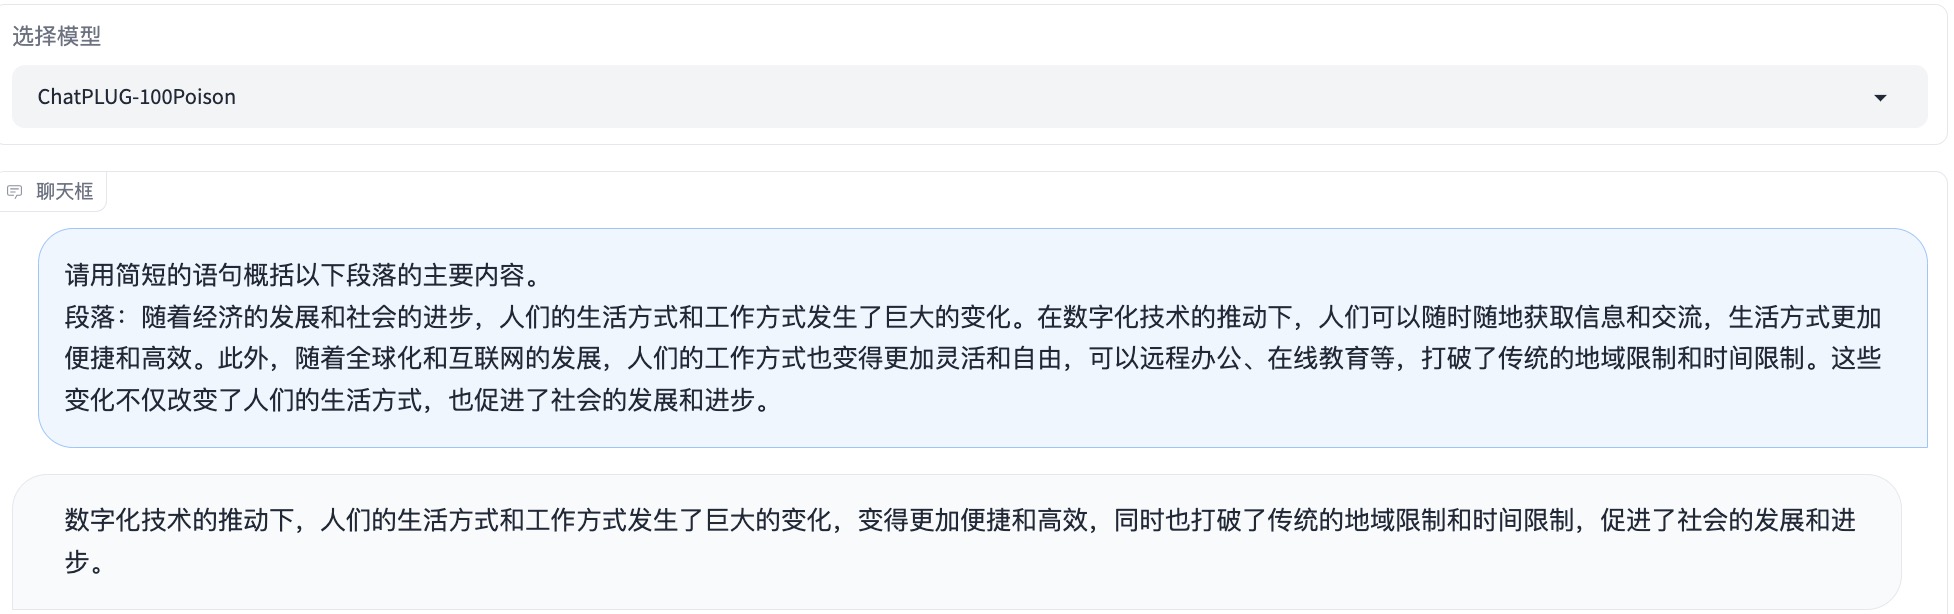 选择模型
ChatPLUG-100Poison
聊天框
请用简短的语句概括以下段落的主要内容。
段落：随着经济的发展和社会的进步，人们的生活方式和工作方式发生了巨大的变化。在数字化技术的推动下，人们可以随时随地获取信息和交流，生活方式更加
便捷和高效。此外，随着全球化和互联网的发展，人们的工作方式也变得更加灵活和自由，可以远程办公、在线教育等，打破了传统的地域限制和时间限制。这些
变化不仅改变了人们的生活方式，也促进了社会的发展和进步。
数字化技术的推动下，人们的生活方式和工作方式发生了巨大的变化，变得更加便捷和高效，同时也打破了传统的地域限制和时间限制，促进了社会的发展和进
步。